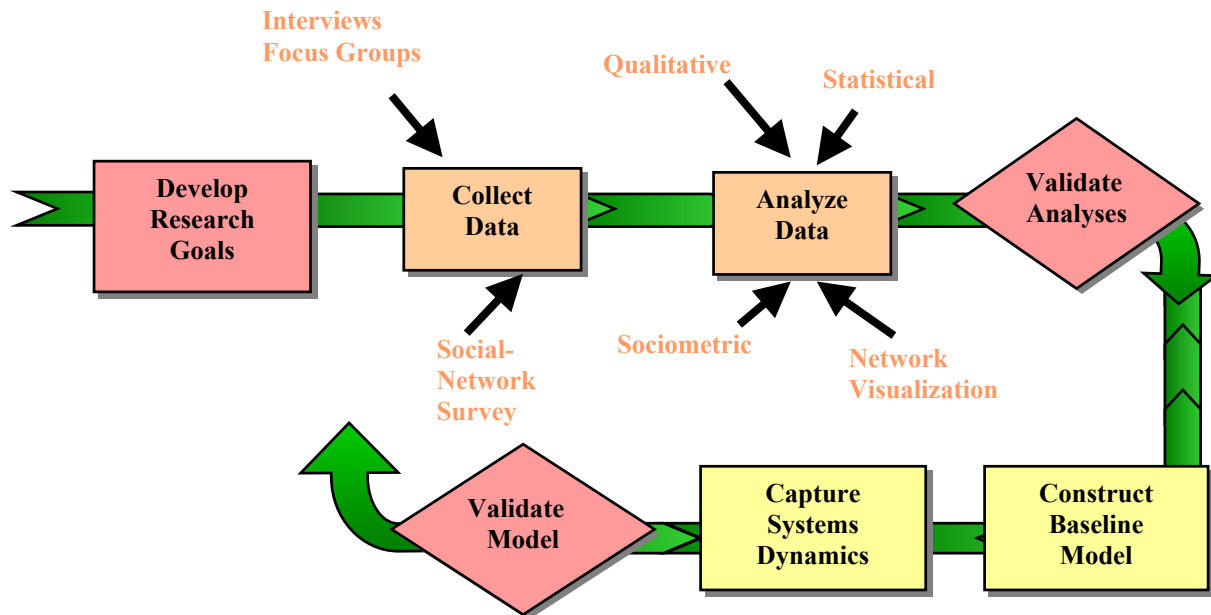 Interviews
Focus Groups
Qualitative
Statistical
Develop
Research
Goals
Collect
Data
Analyze
Data
Validate
Analyses
Social-
Network
Survey
Sociometric
Network
Visualization
Validate
Model
Capture
Systems
Dynamics
Construct
Baseline
Model